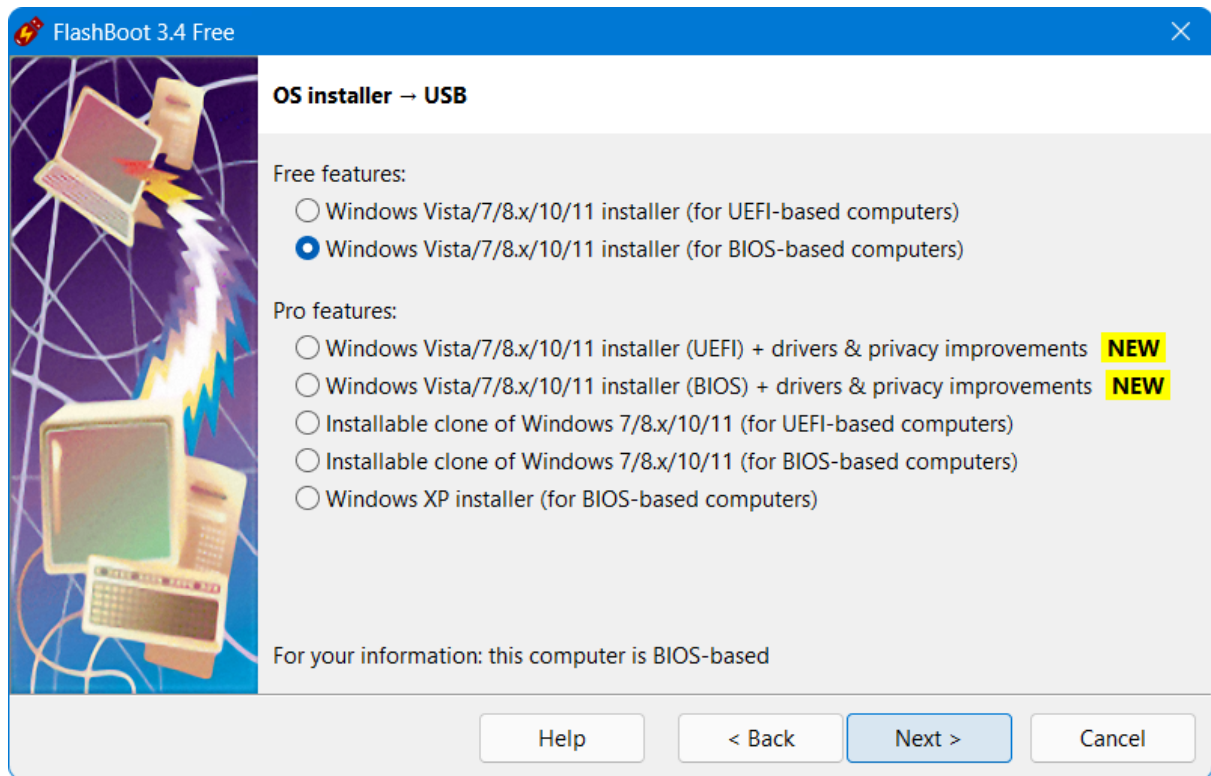 FlashBoot 3.4 Free
OS installer → USB
Free features:
Windows Vista/7/8.x/10/11 installer (for UEFI-based computers)
Windows Vista/7/8.x/10/11 installer (for BIOS-based computers)
Pro features:
Windows Vista/7/8.x/10/11 installer (UEFI) + drivers & privacy improvements NEW
Windows Vista/7/8.x/10/11 installer (BIOS) + drivers & privacy improvements NEW
Installable clone of Windows 7/8.x/10/11 (for UEFI-based computers)
Installable clone of Windows 7/8.x/10/11 (for BIOS-based computers)
Windows XP installer (for BIOS-based computers)
For your information: this computer is BIOS-based
Help < Back Next > Cancel